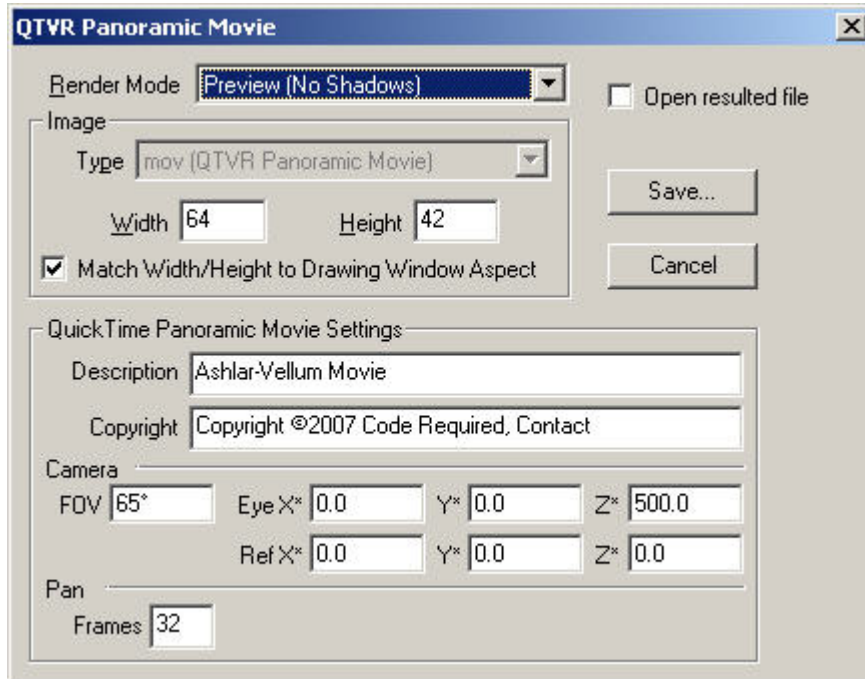 QTVR Panoramic Movie
Render Mode Preview (No Shadows)
Open resulted file
Image
Type mov (QTVR Panoramic Movie)
Save...
Width 64 Height 42
Match Width/Height to Drawing Window Aspect
Cancel
QuickTime Panoramic Movie Settings
Description Ashlar-Vellum Movie
Copyright Copyright ©2007 Code Required, Contact
Camera
FOV 65° Eye X* 0.0 Y* 0.0 Z* 500.0
Ref X* 0.0 Y* 0.0 Z* 0.0
Pan
Frames 32